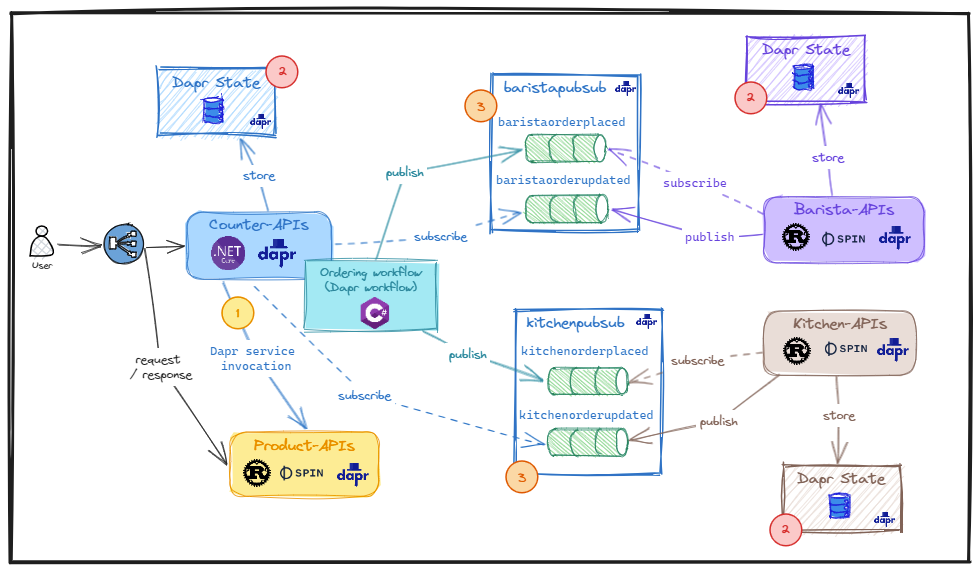 Dapr State
2
dapr
store
Counter-APIs
.NET
Core
dapr
Ordering workflow
(Dapr workflow)
C#
User
1
Dapr service
invocation
request
/ response
Product-APIs
R
SPIN
dapr
publish
subscribe
publish
subscribe
baristapubsub
dapr
3
baristaorderplaced
baristaorderupdated
kitchenpubsub
dapr
kitchenorderplaced
kitchenorderupdated
3
subscribe
publish
Dapr State
2
dapr
store
Barista-APIs
R
SPIN
dapr
Kitchen-APIs
R
SPIN
dapr
subscribe
publish
store
Dapr State
2
dapr